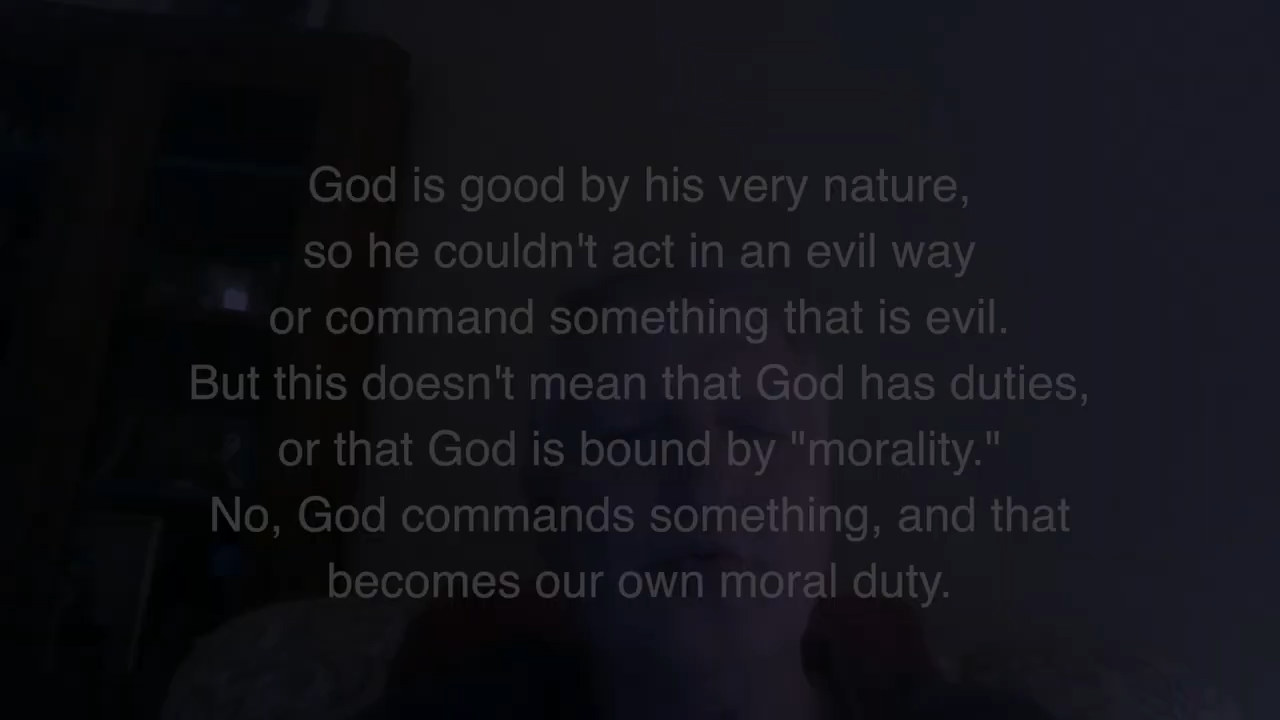 God is good by his very nature,
so he couldn't act in an evil way
or command something that is evil.
But this doesn't mean that God has duties,
or that God is bound by "morality."
No, God commands something, and that
becomes our own moral duty.